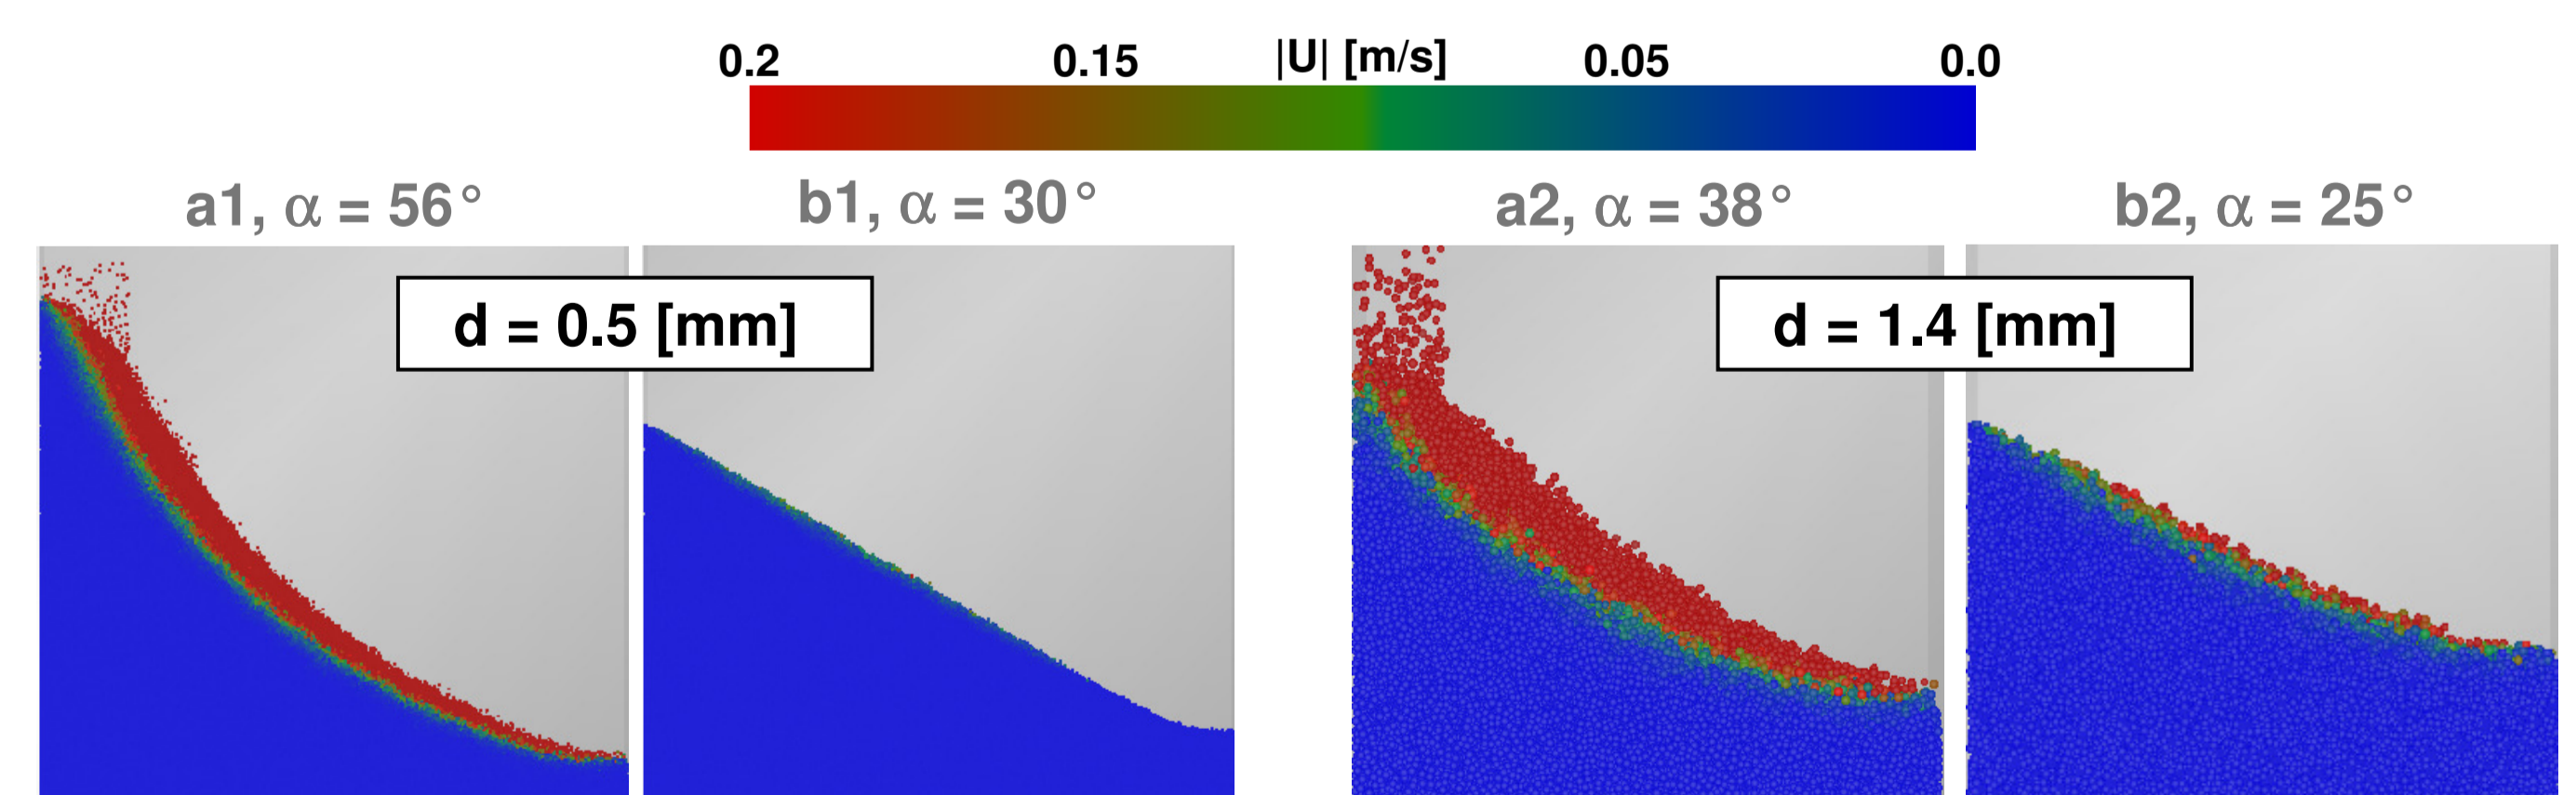 0.2 0.15 |U| [m/s] 0.05 0.0
a1, α = 56° b1, α = 30° a2, α = 38° b2, α = 25°
d = 0.5 [mm] d = 1.4 [mm]